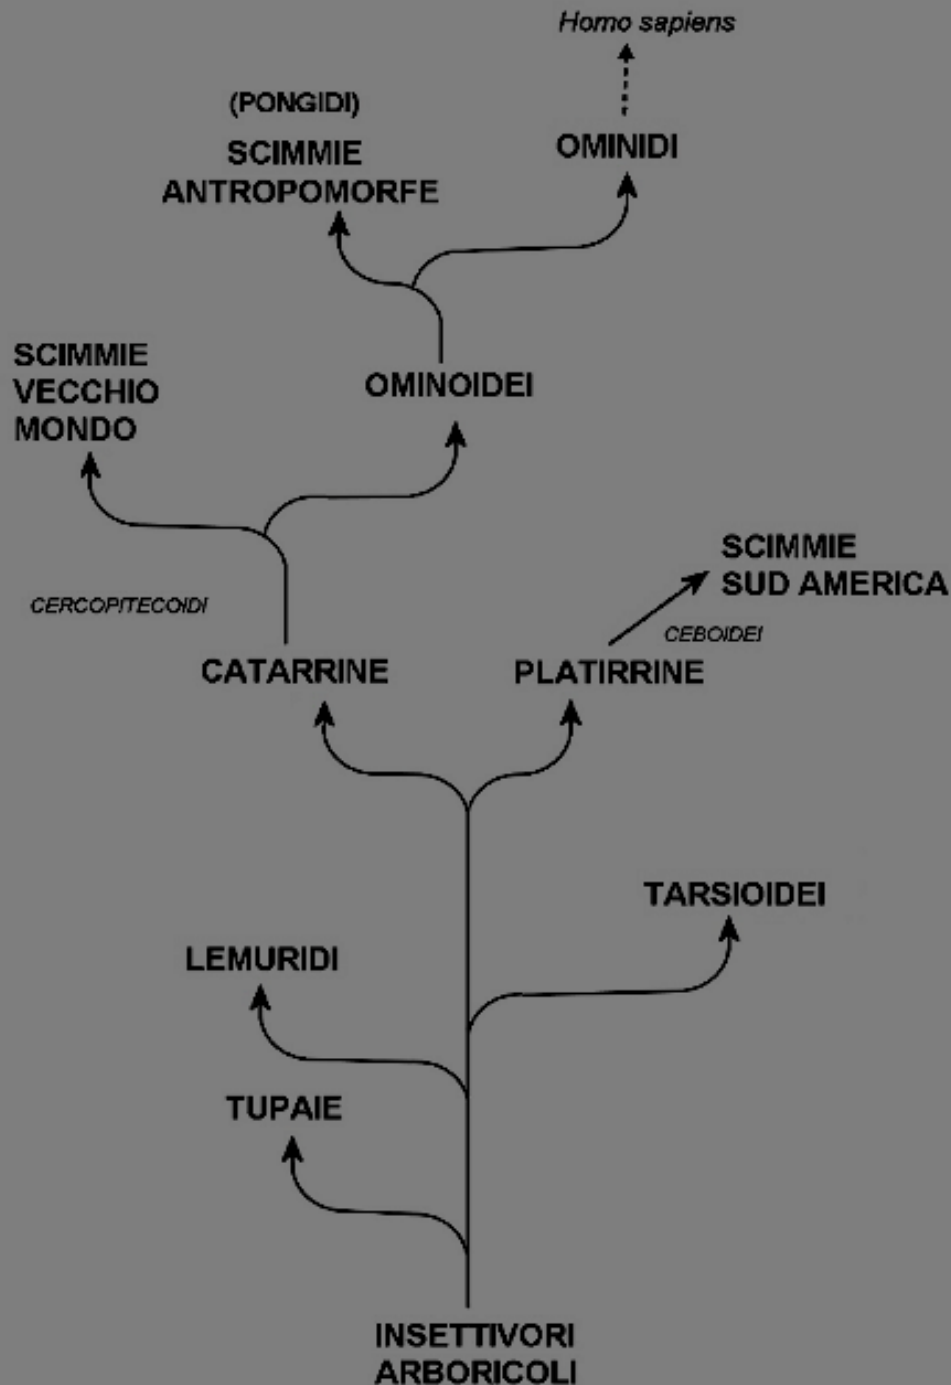 Homo sapiens
(PONGIDI)
SCIMMIE
ANTROPOMORFE
OMINIDI
SCIMMIE
VECCHIO
MONDO
OMINOIDEI
SCIMMIE
SUD AMERICA
CERCOPITECOIDI
CEBOIDEI
CATARRINE
PLATIRRINE
TARSIOIDEI
LEMURIDI
TUPAIE
INSETTIVORI
ARBORICOLI